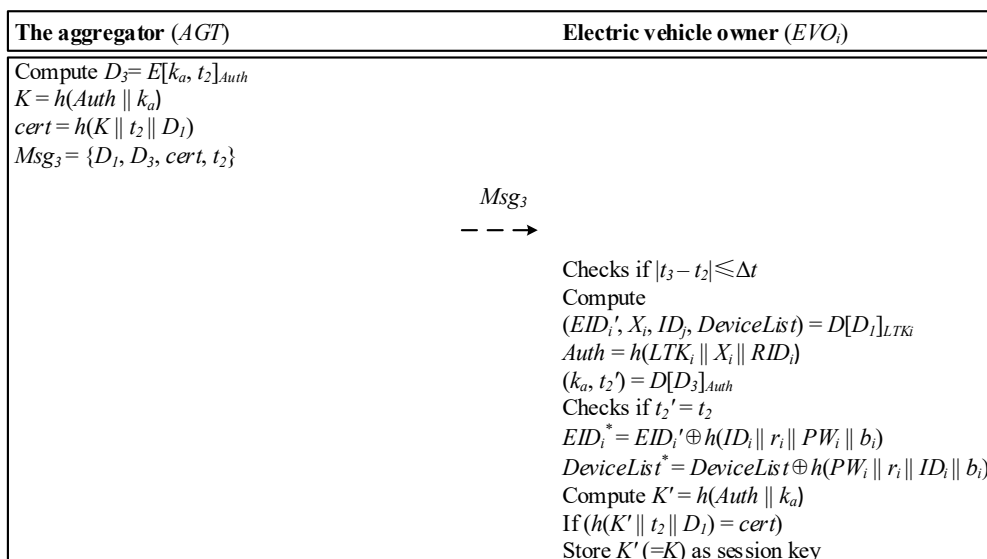 The aggregator (AGT) Electric vehicle owner (EVOᵢ)
Compute D₃= E[kₐ, t₂]_Auth
K = h(Auth || kₐ)
cert = h(K || t₂ || D₁)
Msg₃ = {D₁, D₃, cert, t₂}
Msg₃
Checks if |t₃ – t₂|⩽Δt
Compute
(EIDᵢ', Xᵢ, IDⱼ, DeviceList) = D[D₁]_LTKi
Auth = h(LTKᵢ || Xᵢ || RIDᵢ)
(kₐ, t₂') = D[D₃]_Auth
Checks if t₂' = t₂
EIDᵢ* = EIDᵢ' ⊕ h(IDᵢ || rᵢ || PWᵢ || bᵢ)
DeviceList* = DeviceList ⊕ h(PWᵢ || rᵢ || IDᵢ || bᵢ)
Compute K' = h(Auth || kₐ)
If (h(K' || t₂ || D₁) = cert)
Store K' (=K) as session key